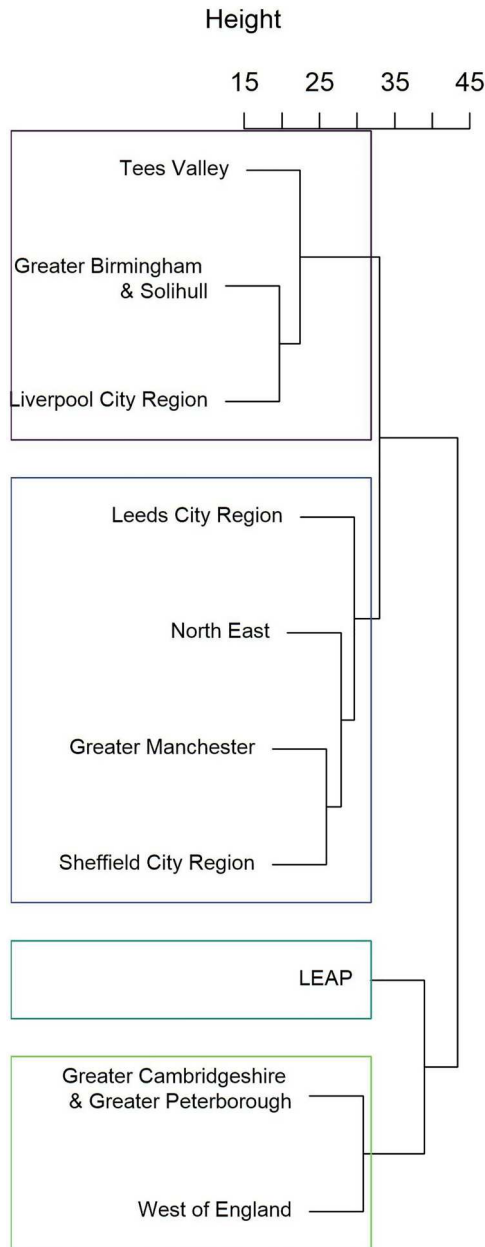 Height
15 25 35 45
Tees Valley
Greater Birmingham
& Solihull
Liverpool City Region
Leeds City Region
North East
Greater Manchester
Sheffield City Region
LEAP
Greater Cambridgeshire
& Greater Peterborough
West of England